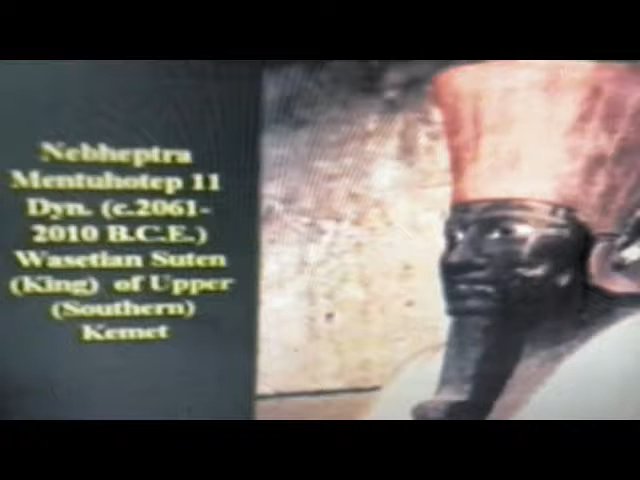 Nebheptra
Mentuhotep 11
Dyn. (c.2061-
2010 B.C.E.)
Wasetian Suten
(King) of Upper
(Southern)
Kemet